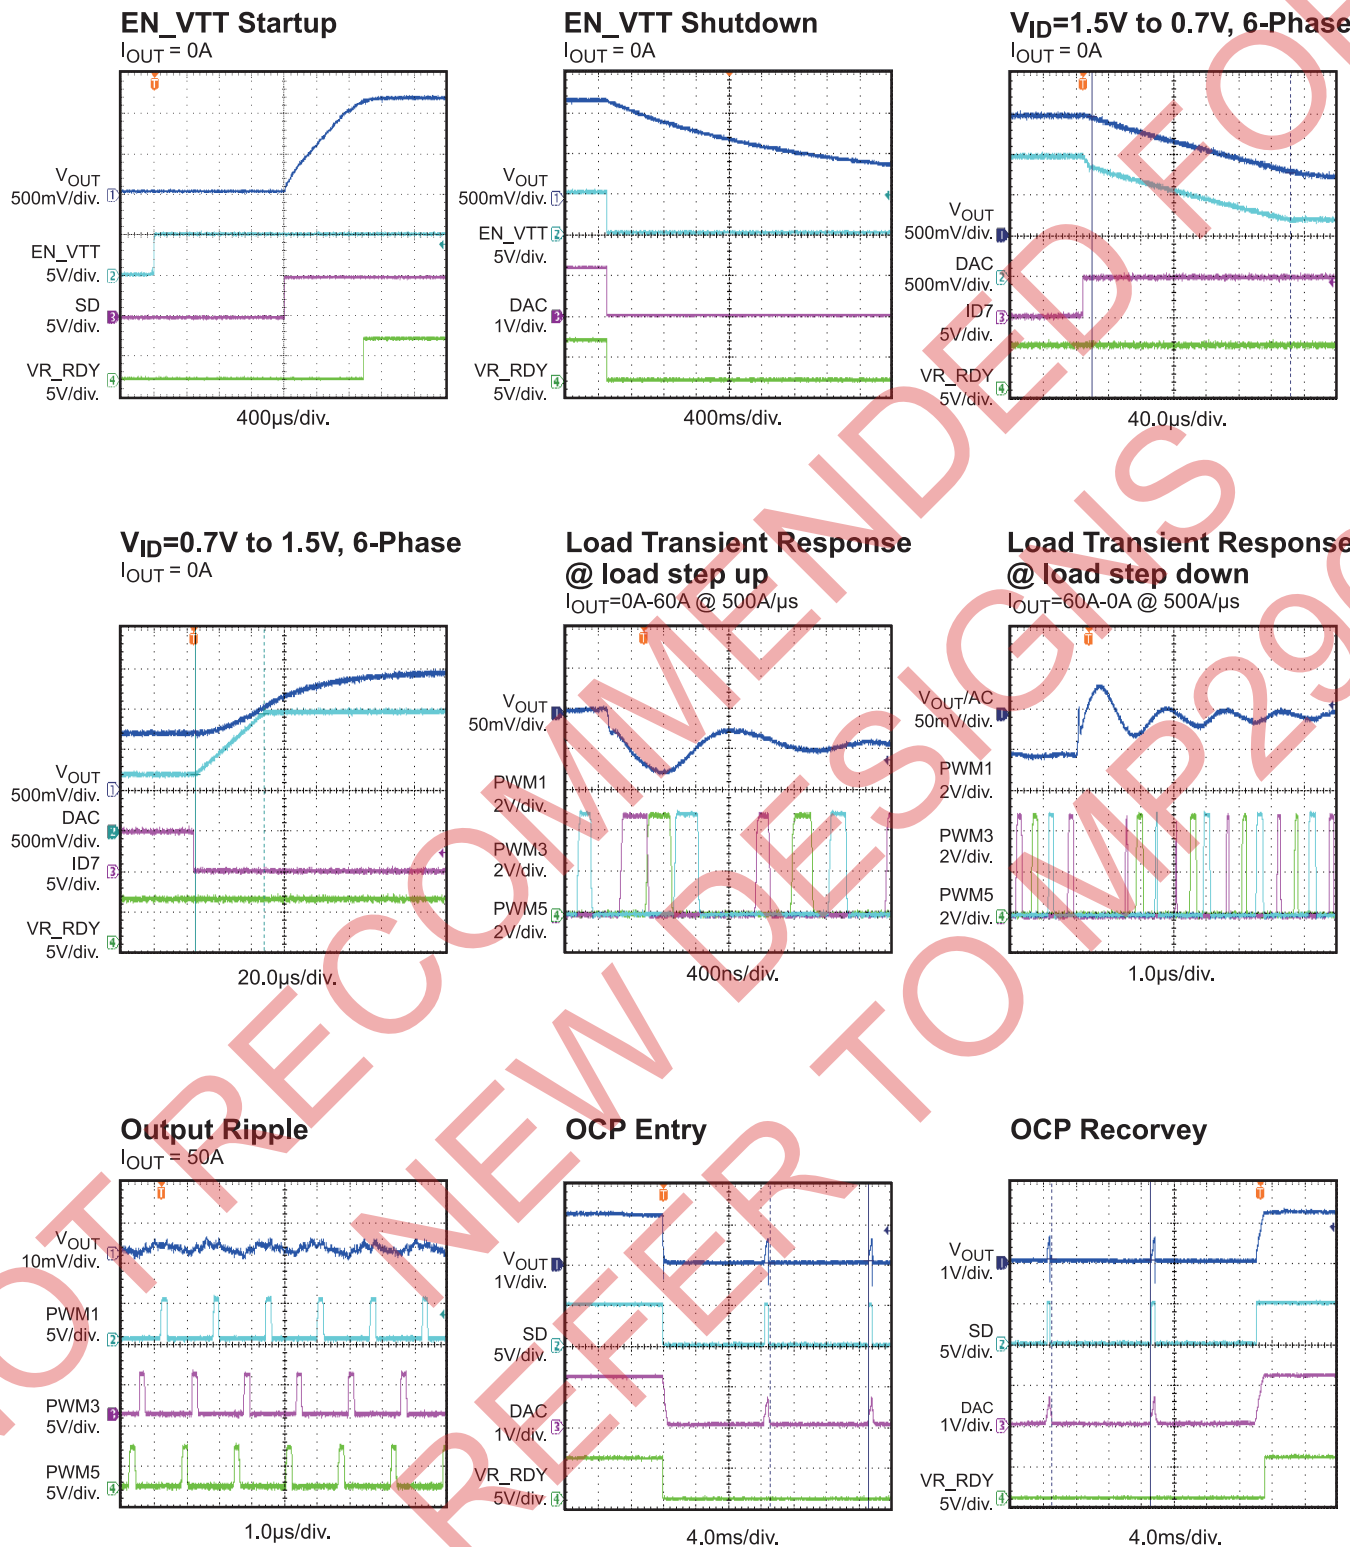 EN_VTT Startup
IOUT = 0A
VOUT
500mV/div.
EN_VTT
5V/div.
SD
5V/div.
VR_RDY
5V/div.
400µs/div.
EN_VTT Shutdown
IOUT = 0A
VOUT
500mV/div.
EN_VTT
5V/div.
DAC
1V/div.
VR_RDY
5V/div.
400ms/div.
VID=1.5V to 0.7V, 6-Phase
IOUT = 0A
VOUT
500mV/div.
DAC
500mV/div.
ID7
5V/div.
VR_RDY
5V/div.
40.0µs/div.
VID=0.7V to 1.5V, 6-Phase
IOUT = 0A
VOUT
500mV/div.
DAC
500mV/div.
ID7
5V/div.
VR_RDY
5V/div.
20.0µs/div.
Load Transient Response
@ load step up
IOUT=0A-60A @ 500A/µs
VOUT
50mV/div.
PWM1
2V/div.
PWM3
2V/div.
PWM5
2V/div.
400ns/div.
Load Transient Response
@ load step down
IOUT=60A-0A @ 500A/µs
VOUT/AC
50mV/div.
PWM1
2V/div.
PWM3
2V/div.
PWM5
2V/div.
1.0µs/div.
Output Ripple
IOUT = 50A
VOUT
10mV/div.
PWM1
5V/div.
PWM3
5V/div.
PWM5
5V/div.
1.0µs/div.
OCP Entry
VOUT
1V/div.
SD
5V/div.
DAC
1V/div.
VR_RDY
5V/div.
4.0ms/div.
OCP Recorvey
VOUT
1V/div.
SD
5V/div.
DAC
1V/div.
VR_RDY
5V/div.
4.0ms/div.
NOT RECOMMENDED FOR
NEW DESIGNS
REFER TO MP29